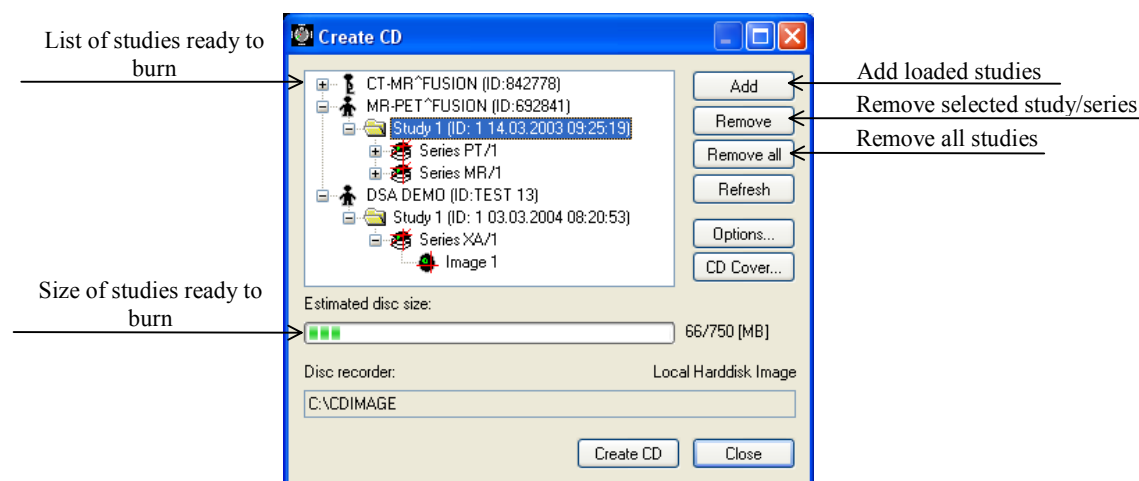 List of studies ready to
burn
Create CD
CT-MR^FUSION (ID:842778)
MR-PET^FUSION (ID:692841)
Study 1 (ID: 1 14.03.2003 09:25:19)
Series PT/1
Series MR/1
DSA DEMO (ID:TEST 13)
Study 1 (ID: 1 03.03.2004 08:20:53)
Series XA/1
Image 1
Add
Remove
Remove all
Refresh
Options...
CD Cover...
Add loaded studies
Remove selected study/series
Remove all studies
Size of studies ready to
burn
Estimated disc size:
66/750 [MB]
Disc recorder:
Local Harddisk Image
C:\CDIMAGE
Create CD
Close